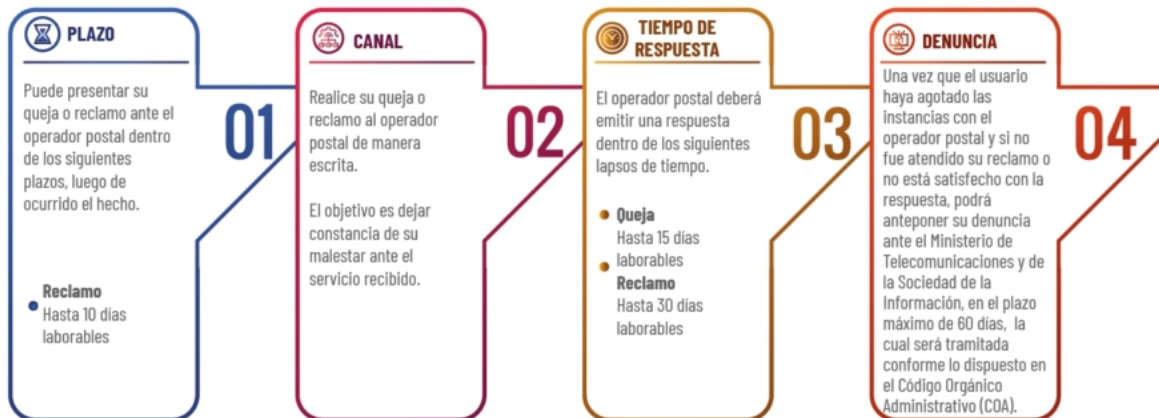 PLAZO
Puede presentar su
queja o reclamo ante el
operador postal dentro
de los siguientes
plazos, luego de
ocurrido el hecho.
Reclamo
Hasta 10 días
laborables
01
CANAL
Realice su queja o
reclamo al operador
postal de manera
escrita.
El objetivo es dejar
constancia de su
malestar ante el
servicio recibido.
02
TIEMPO DE
RESPUESTA
El operador postal deberá
emitir una respuesta
dentro de los siguientes
lapsos de tiempo.
Queja
Hasta 15 días
laborables
Reclamo
Hasta 30 días
laborables
03
DENUNCIA
Una vez que el usuario
haya agotado las
instancias con el
operador postal y si no
fue atendido su reclamo o
no está satisfecho con la
respuesta, podrá
anteponer su denuncia
ante el Ministerio de
Telecomunicaciones y de
la Sociedad de la
Información, en el plazo
máximo de 60 días, la
cual será tramitada
conforme lo dispuesto en
el Código Orgánico
Administrativo (COA).
04